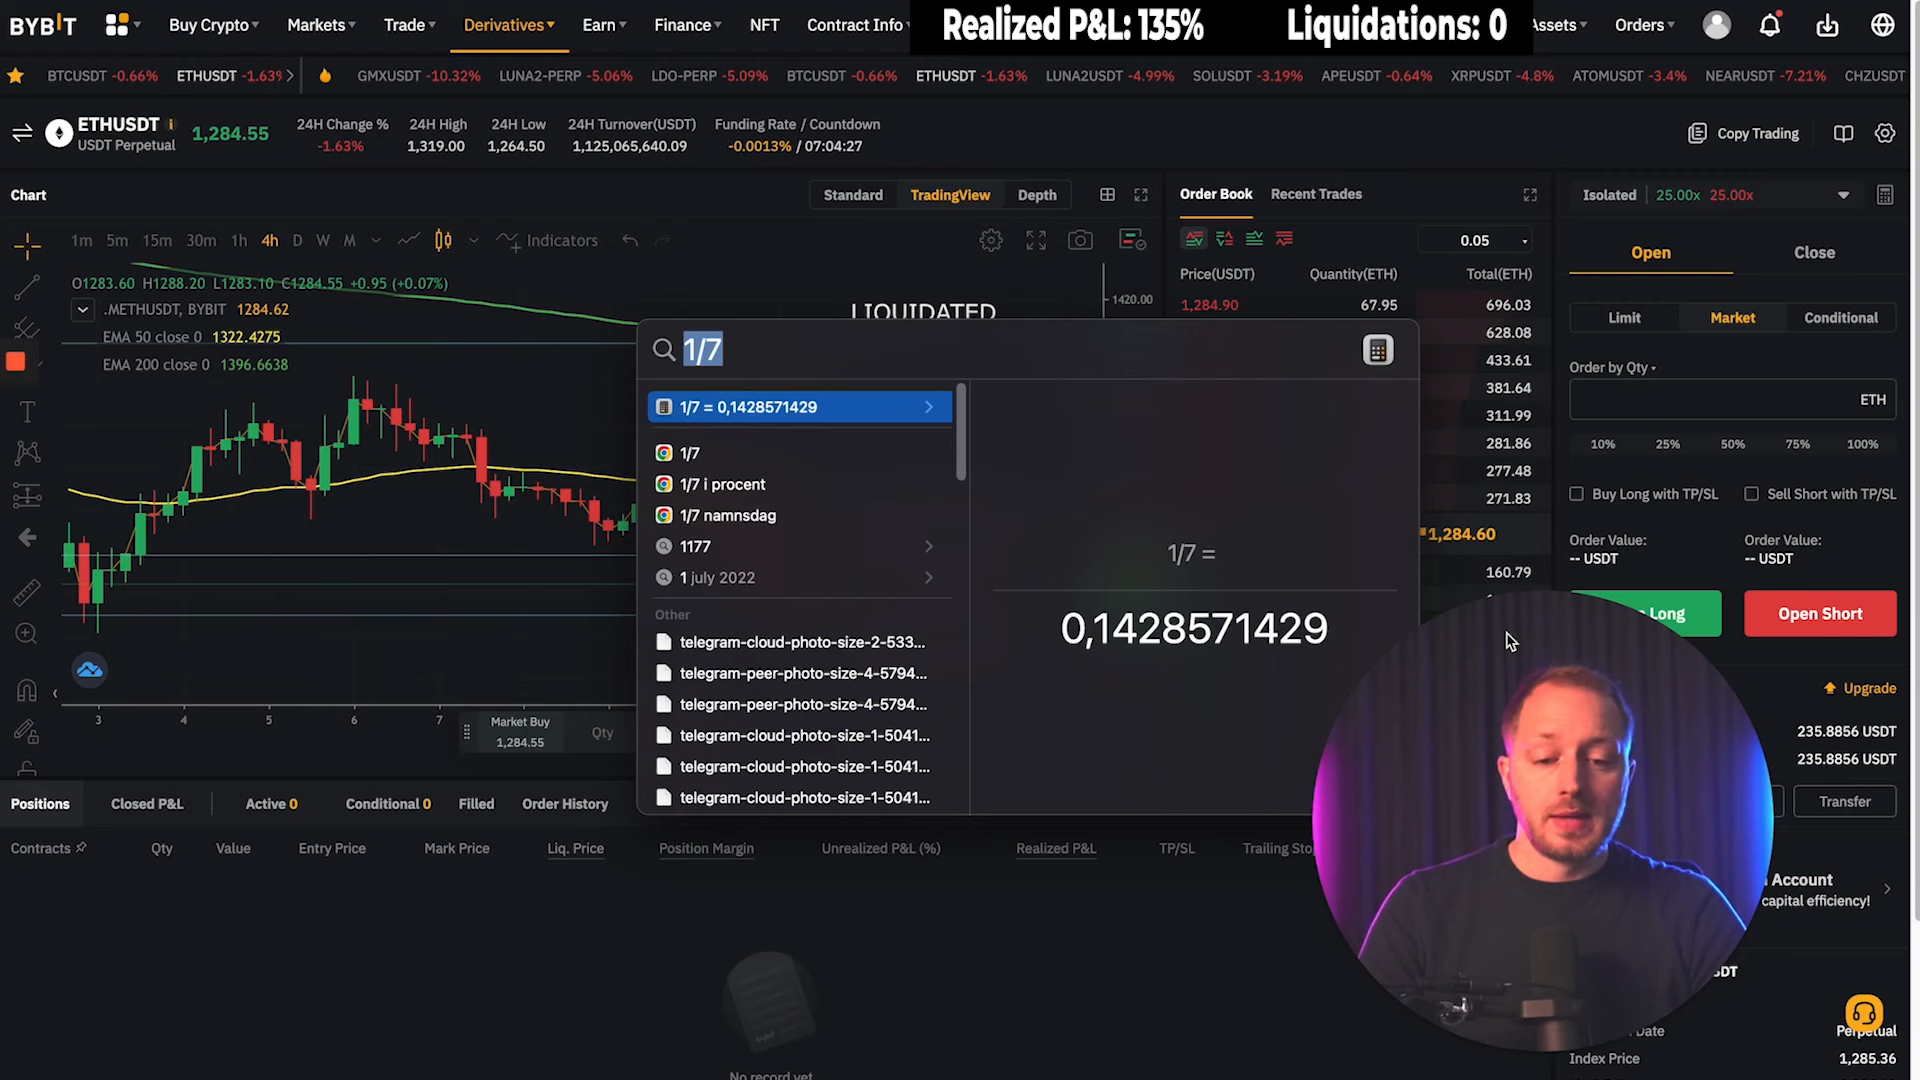 BYBIT Buy Crypto Markets Trade Derivatives Earn Finance NFT Contract Info Realized P&L: 135% Liquidations: 0 Assets Orders
BTCUSDT -0.66% ETHUSDT -1.63% GMXUSDT -10.32% LUNA2-PERP -5.06% LDO-PERP -5.09% BTCUSDT -0.66% ETHUSDT -1.63% LUNA2USDT -4.99% SOLUSDT -3.19% APEUSDT -0.64% XRPUSDT -4.8% ATOMUSDT -3.4% NEARUSDT -7.21% CHZUSDT
ETHUSDT 1,284.55 24H Change % 24H High 24H Low 24H Turnover(USDT) Funding Rate / Countdown Copy Trading
USDT Perpetual -1.63% 1,319.00 1,264.50 1,125,065,640.09 -0.0013% / 07:04:27
Chart Standard TradingView Depth Order Book Recent Trades Isolated 25.00x 25.00x
1m 5m 15m 30m 1h 4h D W M Indicators 0.05 Open Close
O1283.60 H1288.20 L1283.10 C1284.55 +0.95 (+0.07%) Price(USDT) Quantity(ETH) Total(ETH)
.METHUSDT, BYBIT 1284.62 LIQUIDATED 1420.00 1,284.90 67.95 696.03
Limit Market Conditional
EMA 50 close 0 1322.4275 628.08
EMA 200 close 0 1396.6638 433.61
1/7
Order by Qty
381.64
ETH
1/7 = 0,1428571429 311.99
10% 25% 50% 75% 100%
1/7 281.86
1/7 i procent 277.48
Buy Long with TP/SL Sell Short with TP/SL
271.83
1/7 namnsdag
1177 1,284.60
Order Value: Order Value:
-- USDT -- USDT
1/7 =
1 july 2022 160.79
Other
0,1428571429 Long Open Short
telegram-cloud-photo-size-2-533...
telegram-peer-photo-size-4-5794...
Upgrade
telegram-peer-photo-size-4-5794...
3 4 5 6 7 Market Buy
1,284.55 Qty
235.8856 USDT
telegram-cloud-photo-size-1-5041...
235.8856 USDT
telegram-cloud-photo-size-1-5041...
telegram-cloud-photo-size-1-5041...
Positions Closed P&L Active 0 Conditional 0 Filled Order History Transfer
Contracts Qty Value Entry Price Mark Price Liq. Price Position Margin Unrealized P&L (%) Realized P&L TP/SL Trailing Stop
Account
capital efficiency!
Date Perpetual
Index Price 1,285.36
No record yet